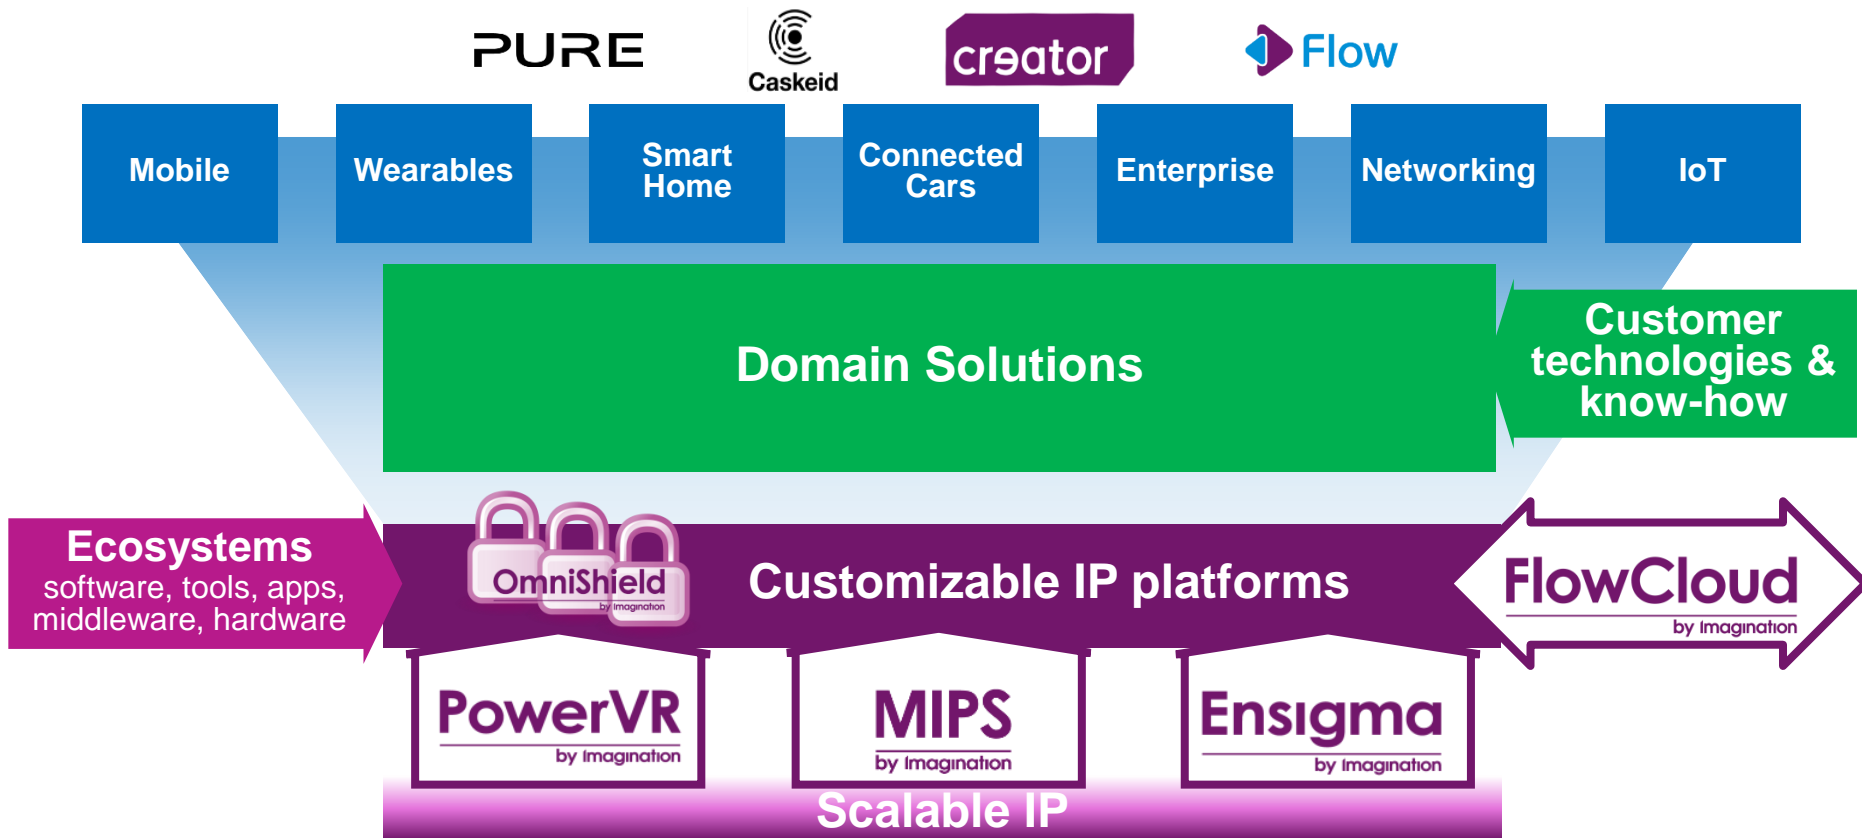 PURE
Caskeid
creator
Flow
Mobile
Wearables
Smart
Home
Connected
Cars
Enterprise
Networking
IoT
Domain Solutions
Customer
technologies &
know-how
Ecosystems
software, tools, apps,
middleware, hardware
OmniShield
by Imagination
Customizable IP platforms
FlowCloud
by Imagination
PowerVR
by Imagination
MIPS
by Imagination
Ensigma
by Imagination
Scalable IP